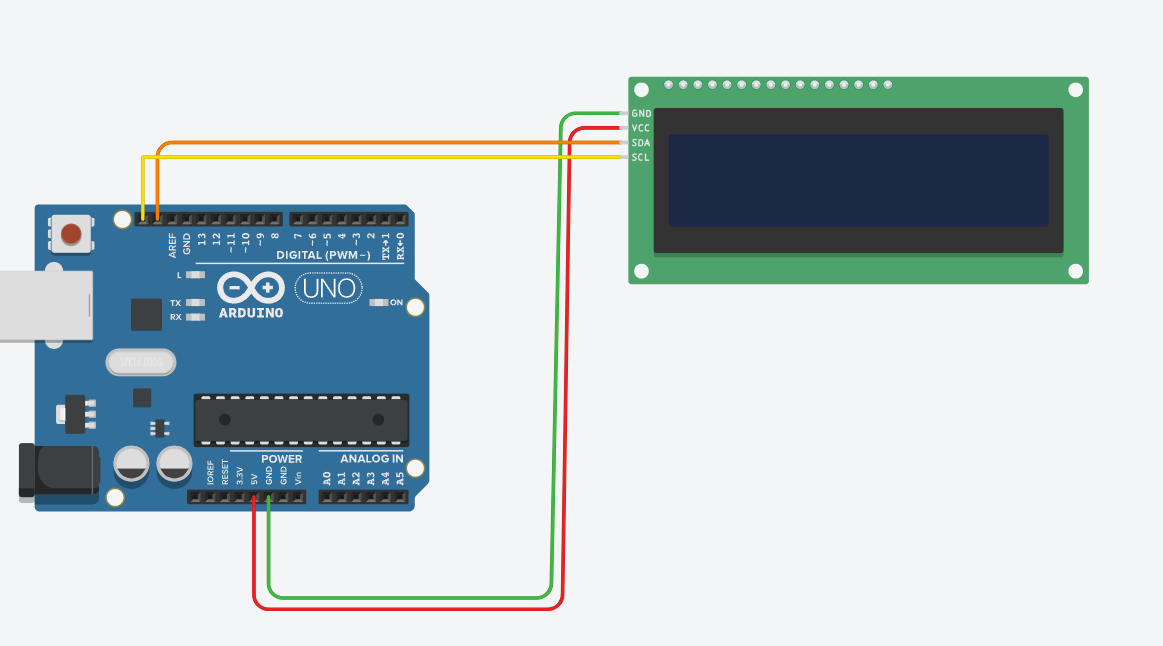 GND
VCC
SDA
SCL
AREF
GND
13
12
~11
~10
~9
8
7
~6
~5
4
~3
2
TX→1
RX←0
DIGITAL (PWM~)
L
TX
RX
UNO
ON
ARDUINO
POWER
ANALOG IN
IOREF
RESET
3.3V
5V
GND
GND
Vin
A0
A1
A2
A3
A4
A5